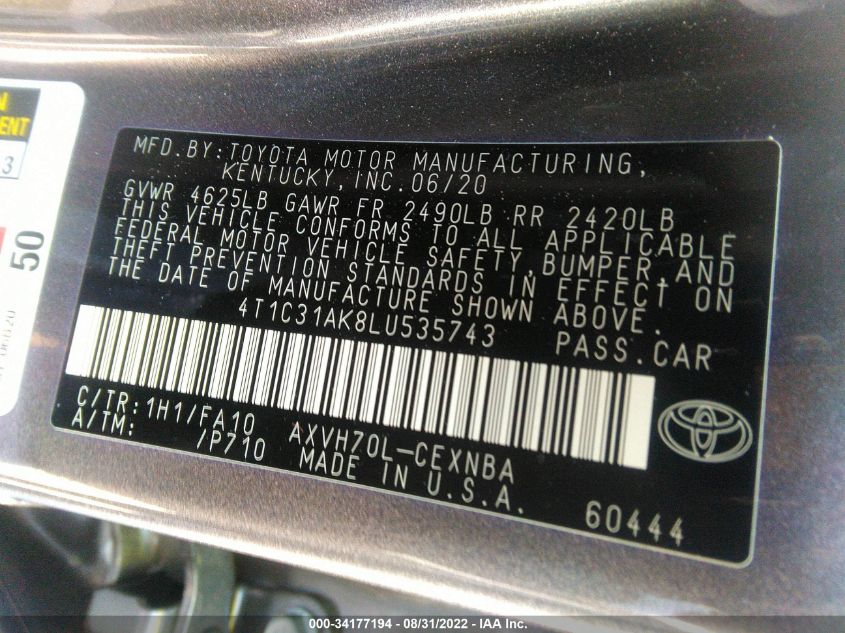 N
ENT
3
50
MFD.BY:TOYOTA MOTOR MANUFACTURING,
KENTUCKY, INC. 06/20
GVWR 4625LB GAWR FR 2490LB RR 2420LB
THIS VEHICLE CONFORMS TO ALL APPLICABLE
FEDERAL MOTOR VEHICLE SAFETY, BUMPER, AND
THEFT PREVENTION STANDARDS IN EFFECT ON
THE DATE OF MANUFACTURE SHOWN ABOVE.
4T1C31AK8LU535743 PASS.CAR
C/TR:1H1/FA10 AXVH70L-CEXNBA
A/TM: /P710 MADE IN U.S.A.
60444
000-34177194 - 08/31/2022 - IAA Inc.